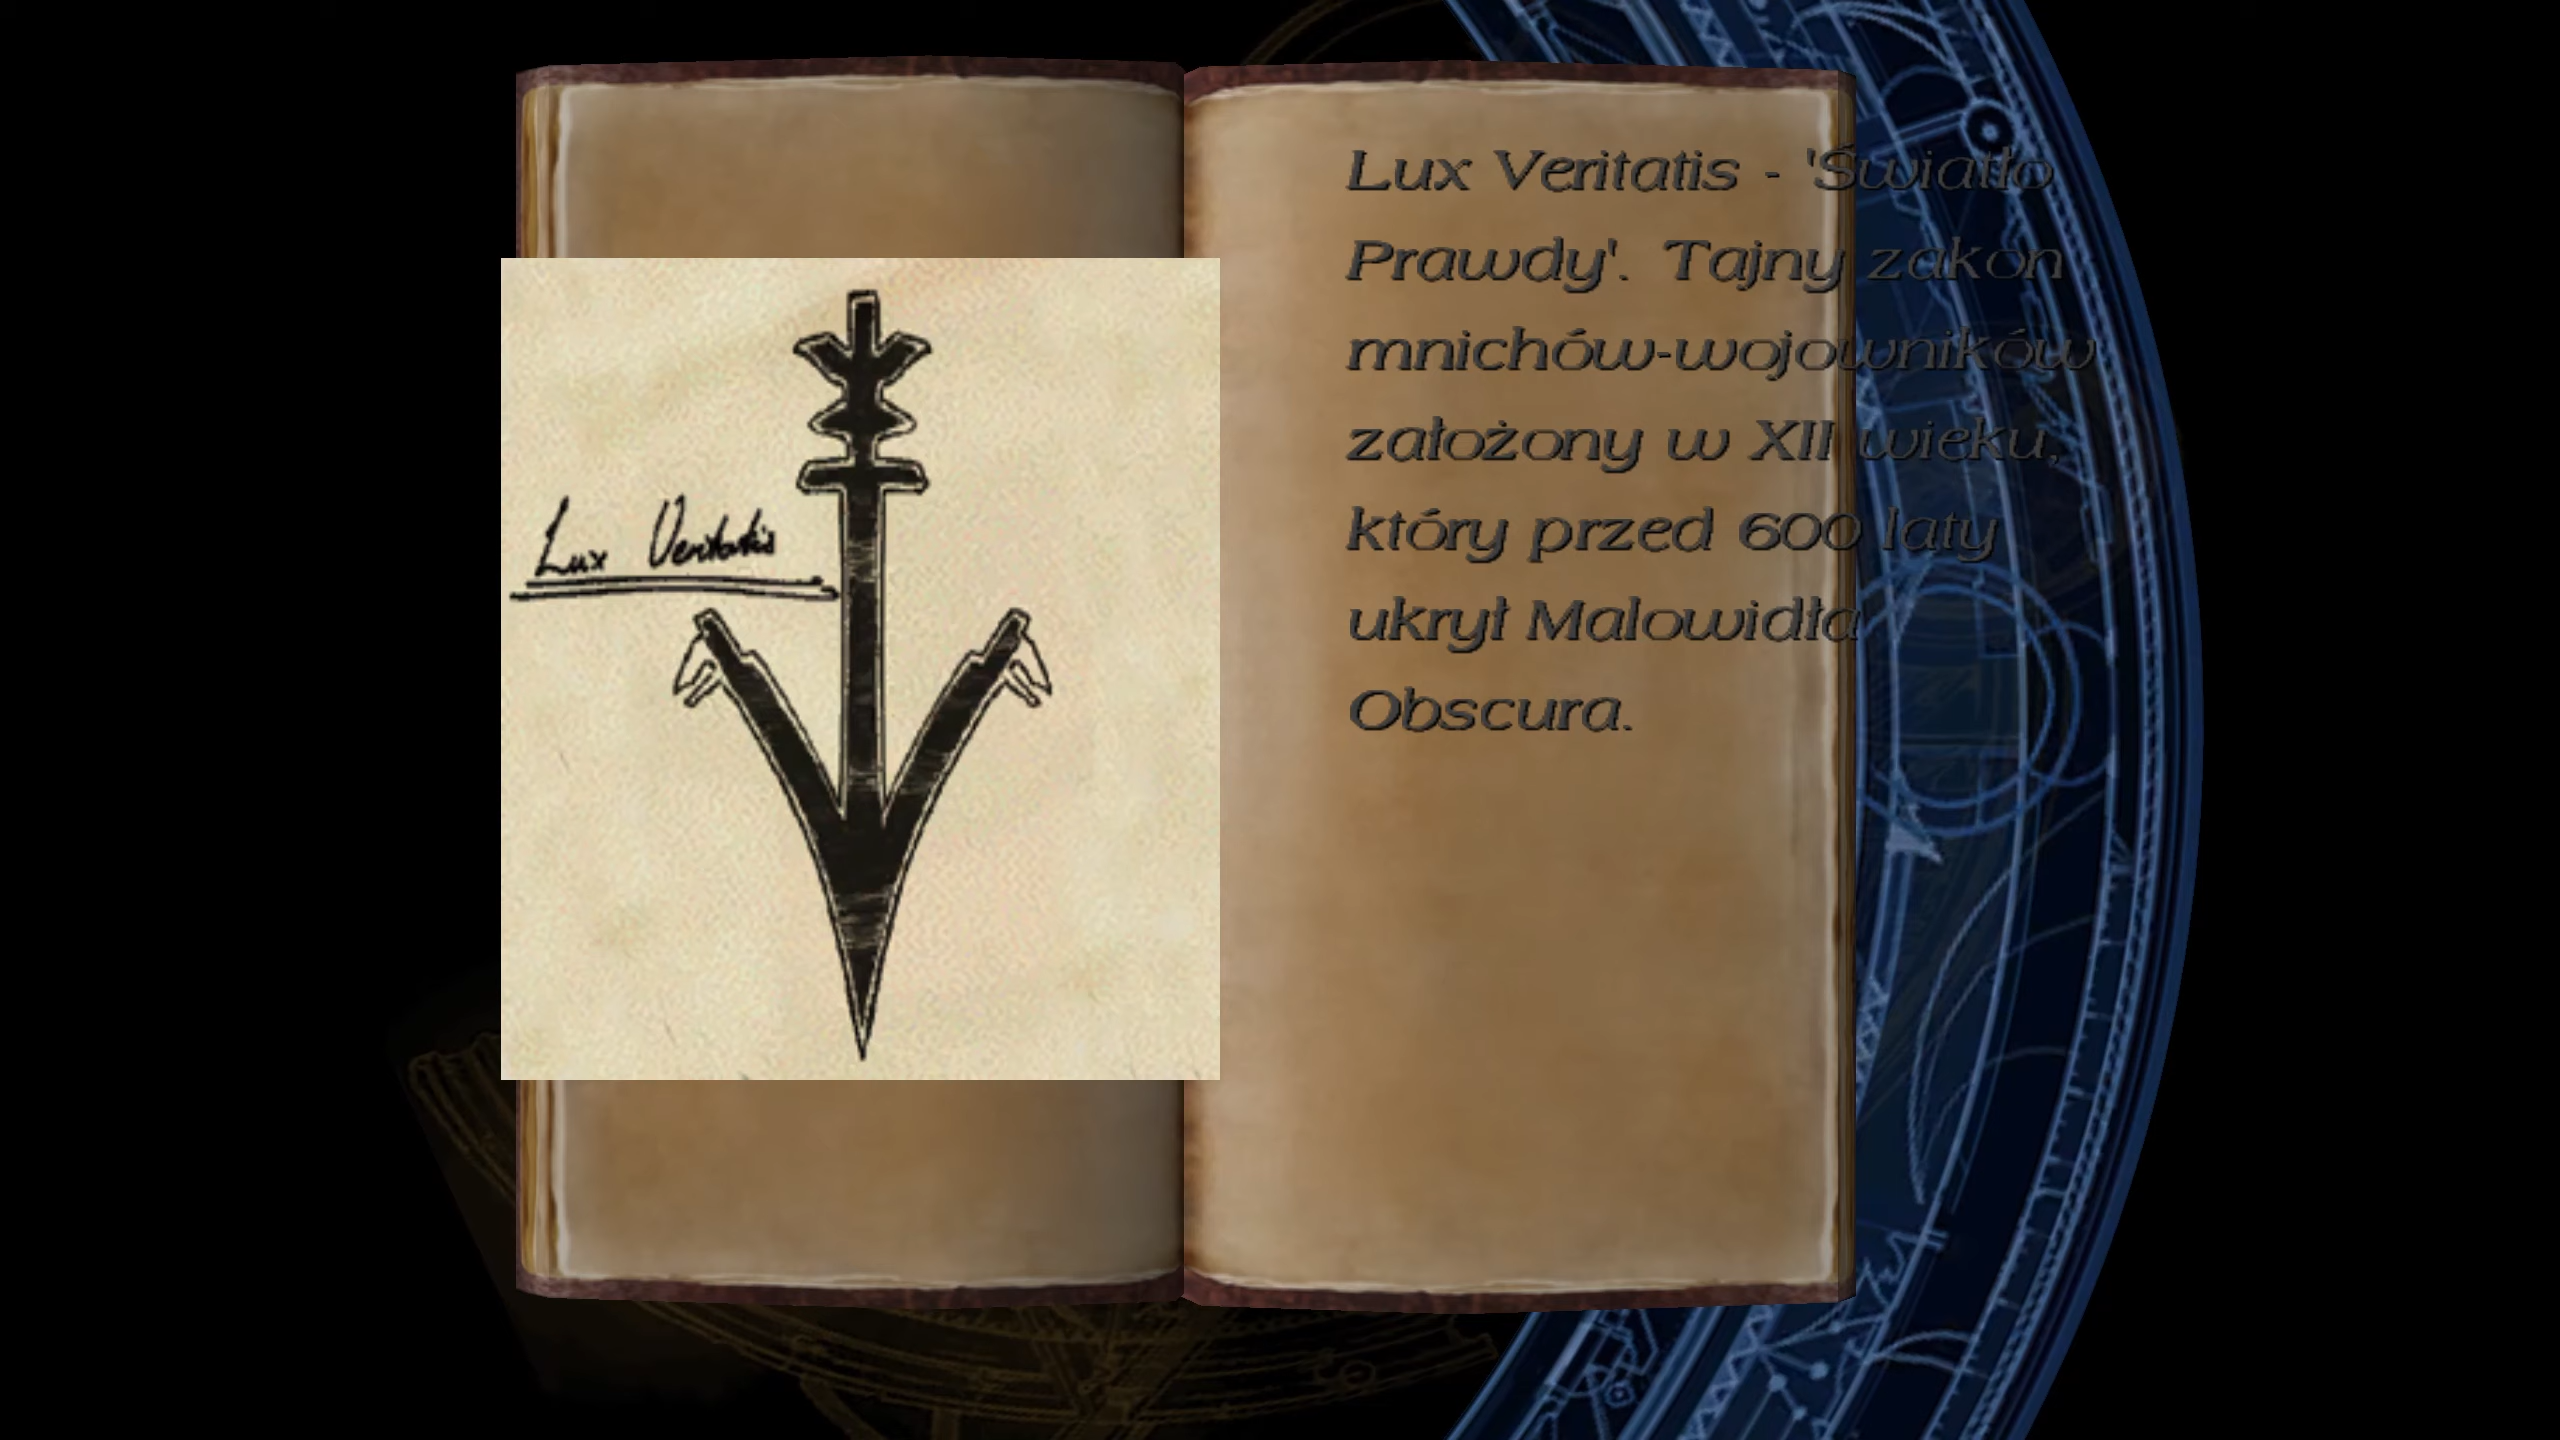 Lux Veritatis
Lux Veritatis - 'Światło
Prawdy'. Tajny zakon
mnichów-wojowników
założony w XII wieku,
który przed 600 laty
ukrył Malowidła
Obscura.